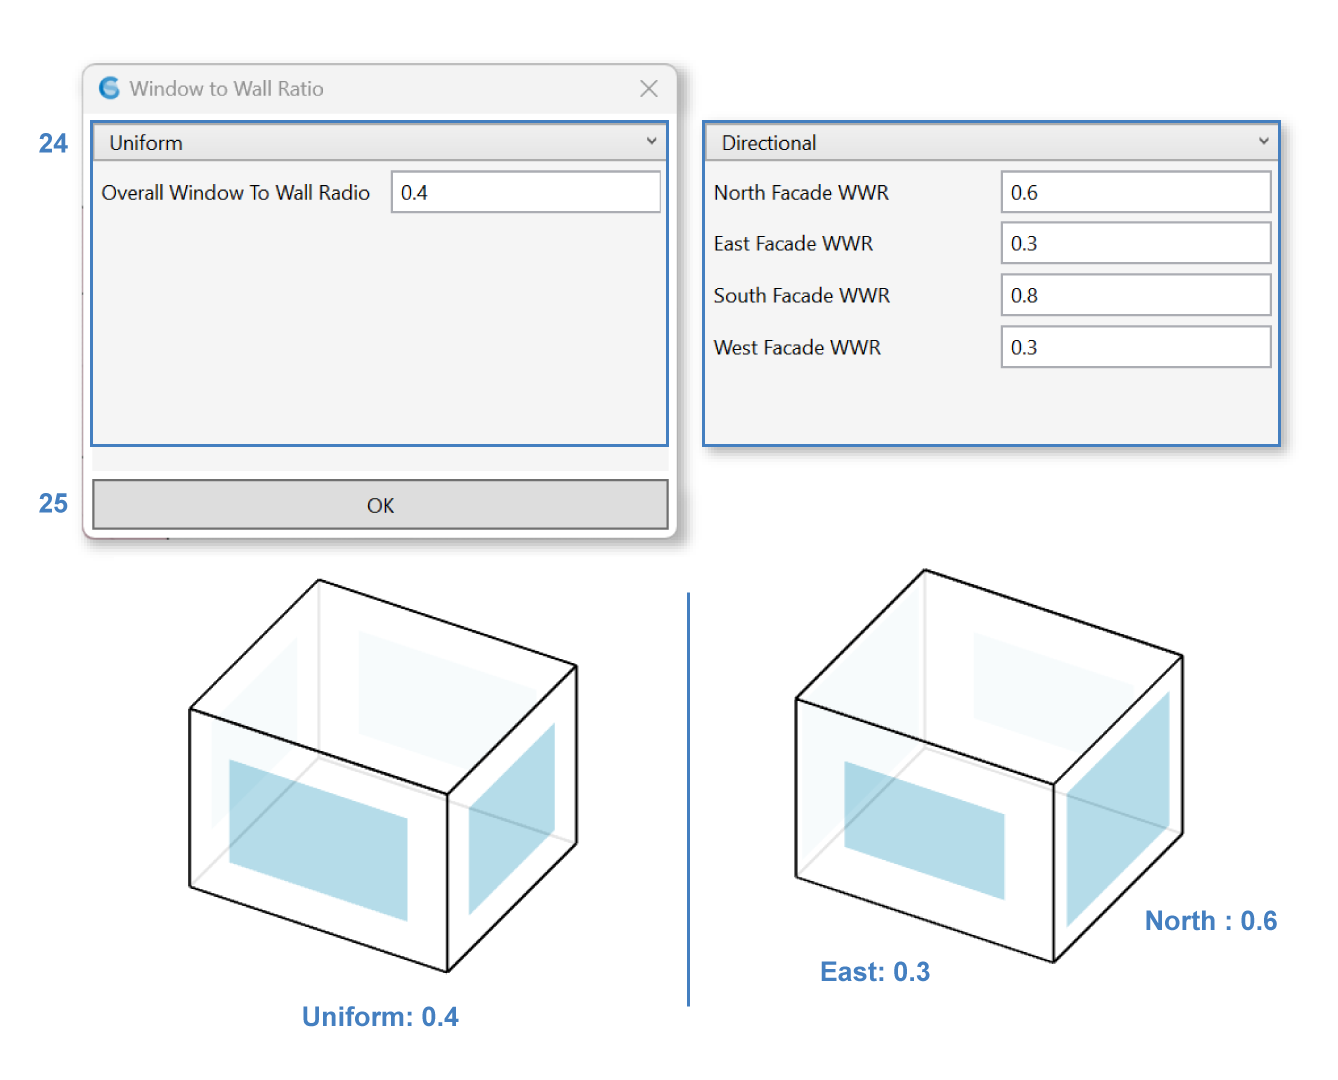 Window to Wall Ratio
24
Uniform
Overall Window To Wall Radio 0.4
25
OK
Directional
North Facade WWR 0.6
East Facade WWR 0.3
South Facade WWR 0.8
West Facade WWR 0.3
Uniform: 0.4
East: 0.3
North : 0.6